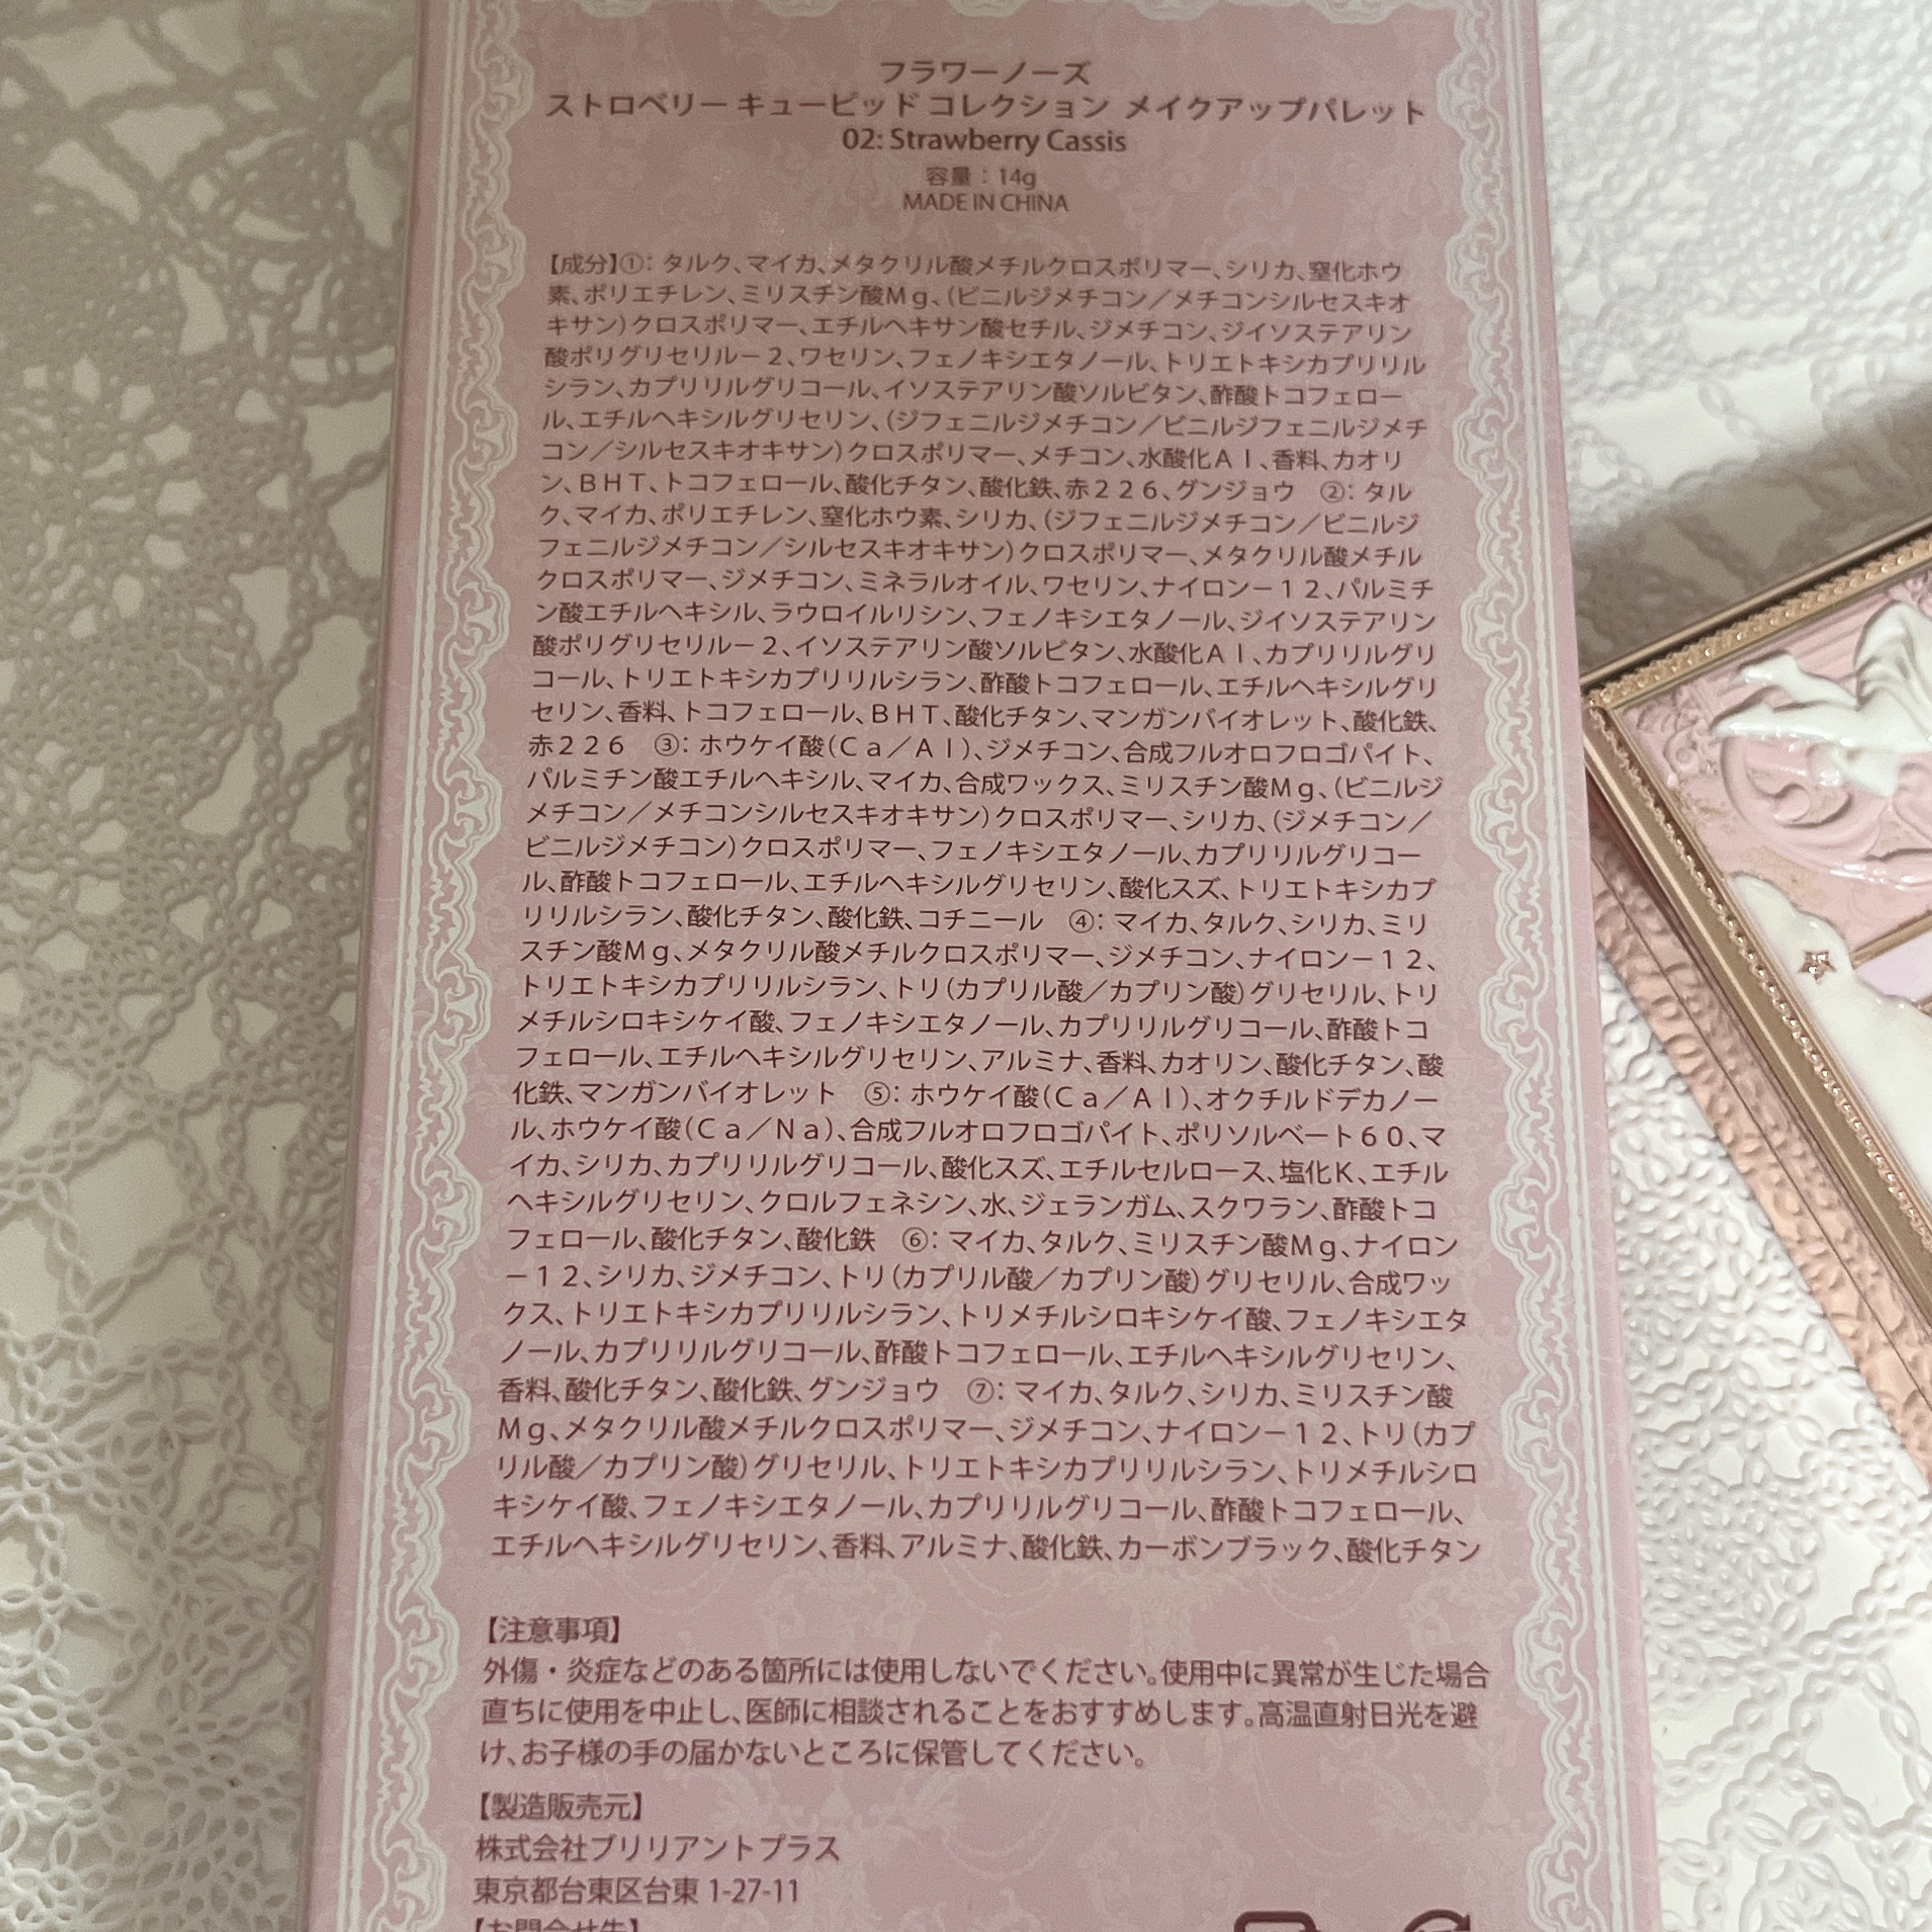 フラワーノーズ
ストロベリー キューピッド コレクション メイクアップパレット
02: Strawberry Cassis
容量：14g
MADE IN CHINA
【成分】①：タルク、マイカ、メタクリル酸メチルクロスポリマー、シリカ、窒化ホウ
素、ポリエチレン、ミリスチン酸Ｍｇ、（ビニルジメチコン／メチコンシルセスキオ
キサン）クロスポリマー、エチルヘキサン酸セチル、ジメチコン、ジイソステアリン
酸ポリグリセリル－２、ワセリン、フェノキシエタノール、トリエトキシカプリリル
シラン、カプリリルグリコール、イソステアリン酸ソルビタン、酢酸トコフェロー
ル、エチルヘキシルグリセリン、（ジフェニルジメチコン／ビニルジフェニルジメチ
コン／シルセスキオキサン）クロスポリマー、メチコン、水酸化Ａｌ、香料、カオリ
ン、ＢＨＴ、トコフェロール、酸化チタン、酸化鉄、赤２２６、グンジョウ　②：タル
ク、マイカ、ポリエチレン、窒化ホウ素、シリカ、（ジフェニルジメチコン／ビニルジ
フェニルジメチコン／シルセスキオキサン）クロスポリマー、メタクリル酸メチル
クロスポリマー、ジメチコン、ミネラルオイル、ワセリン、ナイロン－１２、パルミチ
ン酸エチルヘキシル、ラウロイルリシン、フェノキシエタノール、ジイソステアリン
酸ポリグリセリル－２、イソステアリン酸ソルビタン、水酸化Ａｌ、カプリリルグリ
コール、トリエトキシカプリリルシラン、酢酸トコフェロール、エチルヘキシルグリ
セリン、香料、トコフェロール、ＢＨＴ、酸化チタン、マンガンバイオレット、酸化鉄、
赤２２６　③：ホウケイ酸（Ｃａ／Ａｌ）、ジメチコン、合成フルオロフロゴパイト、
パルミチン酸エチルヘキシル、マイカ、合成ワックス、ミリスチン酸Ｍｇ、（ビニルジ
メチコン／メチコンシルセスキオキサン）クロスポリマー、シリカ、（ジメチコン／
ビニルジメチコン）クロスポリマー、フェノキシエタノール、カプリリルグリコー
ル、酢酸トコフェロール、エチルヘキシルグリセリン、酸化スズ、トリエトキシカプ
リリルシラン、酸化チタン、酸化鉄、コチニール　④：マイカ、タルク、シリカ、ミリ
スチン酸Ｍｇ、メタクリル酸メチルクロスポリマー、ジメチコン、ナイロン－１２、
トリエトキシカプリリルシラン、トリ（カプリル酸／カプリン酸）グリセリル、トリ
メチルシロキシケイ酸、フェノキシエタノール、カプリリルグリコール、酢酸トコ
フェロール、エチルヘキシルグリセリン、アルミナ、香料、カオリン、酸化チタン、酸
化鉄、マンガンバイオレット　⑤：ホウケイ酸（Ｃａ／Ａｌ）、オクチルドデカノー
ル、ホウケイ酸（Ｃａ／Ｎａ）、合成フルオロフロゴパイト、ポリソルベート６０、マ
イカ、シリカ、カプリリルグリコール、酸化スズ、エチルセルロース、塩化Ｋ、エチル
ヘキシルグリセリン、クロルフェネシン、水、ジェランガム、スクワラン、酢酸トコ
フェロール、酸化チタン、酸化鉄　⑥：マイカ、タルク、ミリスチン酸Ｍｇ、ナイロン
－１２、シリカ、ジメチコン、トリ（カプリル酸／カプリン酸）グリセリル、合成ワッ
クス、トリエトキシカプリリルシラン、トリメチルシロキシケイ酸、フェノキシエタ
ノール、カプリリルグリコール、酢酸トコフェロール、エチルヘキシルグリセリン、
香料、酸化チタン、酸化鉄、グンジョウ　⑦：マイカ、タルク、シリカ、ミリスチン酸
Ｍｇ、メタクリル酸メチルクロスポリマー、ジメチコン、ナイロン－１２、トリ（カプ
リル酸／カプリン酸）グリセリル、トリエトキシカプリリルシラン、トリメチルシロ
キシケイ酸、フェノキシエタノール、カプリリルグリコール、酢酸トコフェロール、
エチルヘキシルグリセリン、香料、アルミナ、酸化鉄、カーボンブラック、酸化チタン
【注意事項】
外傷・炎症などのある箇所には使用しないでください。使用中に異常が生じた場合
直ちに使用を中止し、医師に相談されることをおすすめします。高温直射日光を避
け、お子様の手の届かないところに保管してください。
【製造販売元】
株式会社ブリリアントプラス
東京都台東区台東 1-27-11
【お問合せ先】